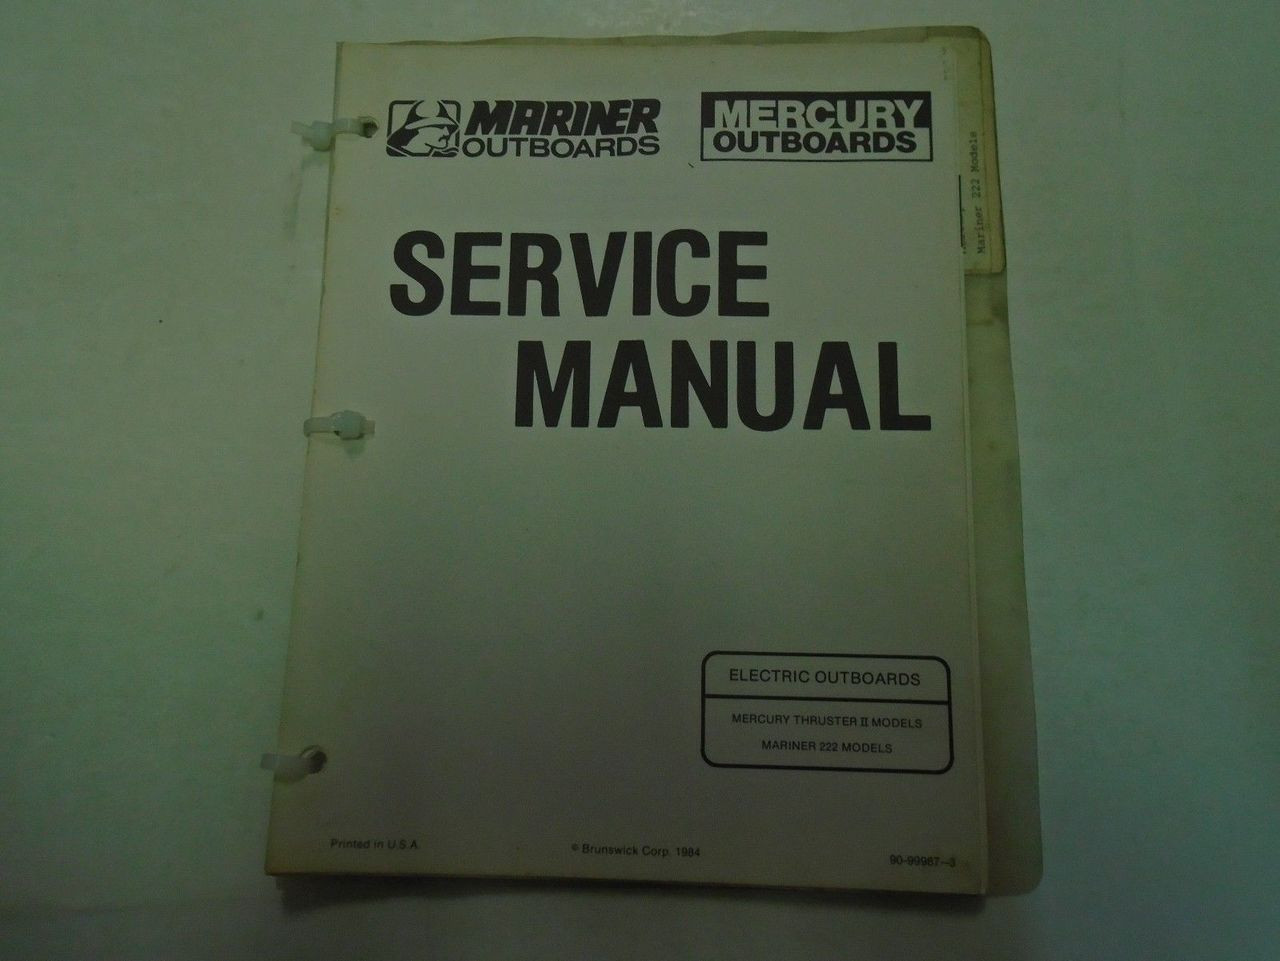 MARINER
OUTBOARDS
MERCURY
OUTBOARDS
SERVICE
MANUAL
Mariner 222 Models
ELECTRIC OUTBOARDS
MERCURY THRUSTER II MODELS
MARINER 222 MODELS
Printed in U.S.A.
© Brunswick Corp. 1984
90-99987--3